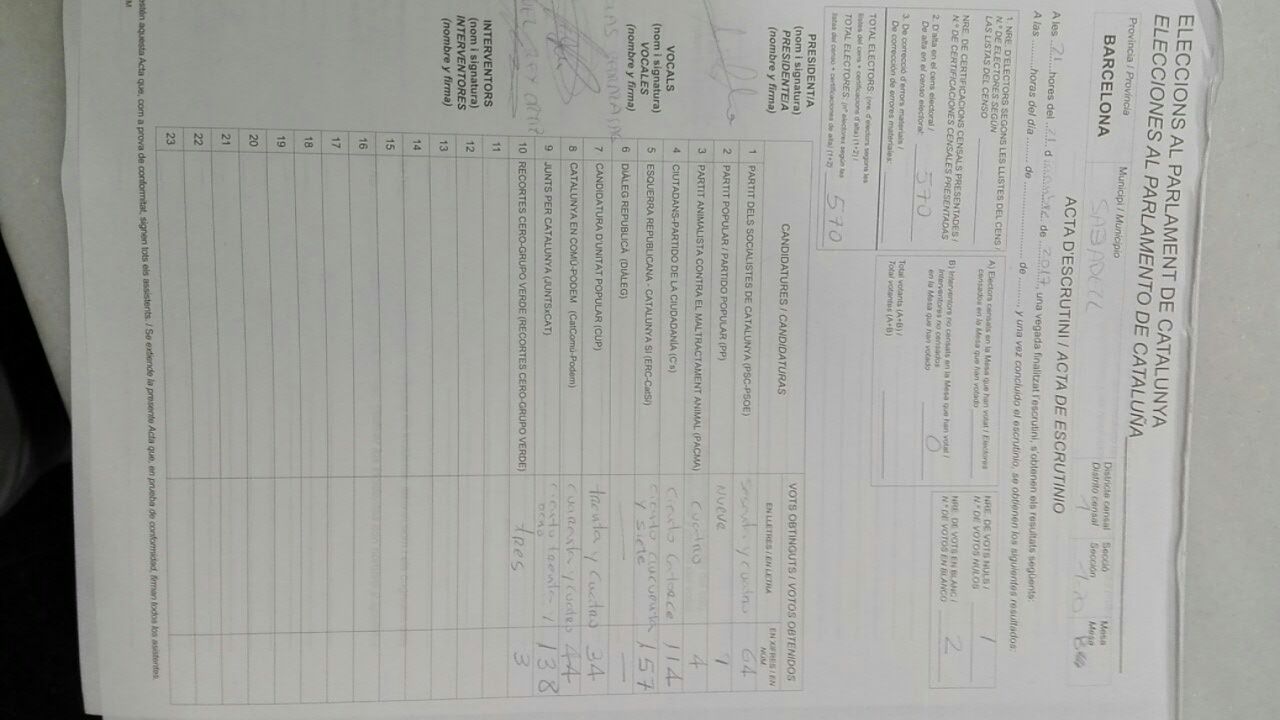 ELECCIONS AL PARLAMENT DE CATALUNYA
ELECCIONES AL PARLAMENTO DE CATALUÑA
Província / Provincia
BARCELONA
Municipi / Municipio
SABADELL
Districte censal
Distrito censal
1
Secció
Sección
Mesa
Mesa
B
ACTA D'ESCRUTINI / ACTA DE ESCRUTINIO
A les 21 hores del 21 d de 2017, una vegada finalitzat l'escrutini, s'obtenen els resultats següents:
A las horas del día de de y una vez concluido el escrutinio, se obtienen los siguientes resultados:
1. NRE. D'ELECTORS SEGONS LES LLISTES DEL CENS /
N.º DE ELECTORES SEGÚN
LAS LISTAS DEL CENSO
NRE. DE CERTIFICACIONS CENSALS PRESENTADES /
N.º DE CERTIFICACIONES CENSALES PRESENTADAS
2. D'alta en el cens electoral /
De alta en el censo electoral: 570
3. De correcció d'errors materials /
De corrección de errores materiales:
TOTAL ELECTORS: (nre. d'electors segons les
llistes del cens + certificacions d'alta) (1+2) /
TOTAL ELECTORES: (nº electores según las
listas del censo + certificaciones de alta) (1+2) 570
A) Electors censats en la Mesa que han votat / Electores
censados en la Mesa que han votado
B) Interventors no censats en la Mesa que han votat /
Interventores no censados
en la Mesa que han votado 0
Total votants (A+B) /
Total votantes (A+B)
NRE. DE VOTS NULS /
N.º DE VOTOS NULOS 1
NRE. DE VOTS EN BLANC /
N.º DE VOTOS EN BLANCO 2
PRESIDENT/A
(nom i signatura)
PRESIDENTE/A
(nombre y firma)
VOCALS
(nom i signatura)
VOCALES
(nombre y firma)
INTERVENTORS
(nom i signatura)
INTERVENTORES
(nombre y firma)
CANDIDATURES / CANDIDATURAS
VOTS OBTINGUTS / VOTOS OBTENIDOS
EN LLETRES / EN LETRA
EN XIFRES / EN NÚM
1 PARTIT DELS SOCIALISTES DE CATALUNYA (PSC-PSOE) sesenta y cuatro 64
2 PARTIT POPULAR / PARTIDO POPULAR (PP) Nueve 9
3 PARTIT ANIMALISTA CONTRA EL MALTRACTAMENT ANIMAL (PACMA) cuatro 4
4 CIUTADANS-PARTIDO DE LA CIUDADANÍA (C's) Ciento Catorce 114
5 ESQUERRA REPUBLICANA - CATALUNYA SÍ (ERC-CatSí) ciento cincuenta y siete 157
6 DIÀLEG REPUBLICÀ (DIÀLEG) — —
7 CANDIDATURA D'UNITAT POPULAR (CUP) treinta y cuatro 34
8 CATALUNYA EN COMÚ-PODEM (CatComú-Podem) cuarenta y cuatro 44
9 JUNTS PER CATALUNYA (JUNTSxCAT) ciento treinta y ocho 138
10 RECORTES CERO-GRUPO VERDE (RECORTES CERO-GRUPO VERDE) tres 3
11
12
13
14
15
16
17
18
19
20
21
22
23
estén aquesta Acta que, com a prova de conformitat, signen tots els assistents. / Se extiende la presente Acta que, en prueba de conformidad, firman todos los asistentes.